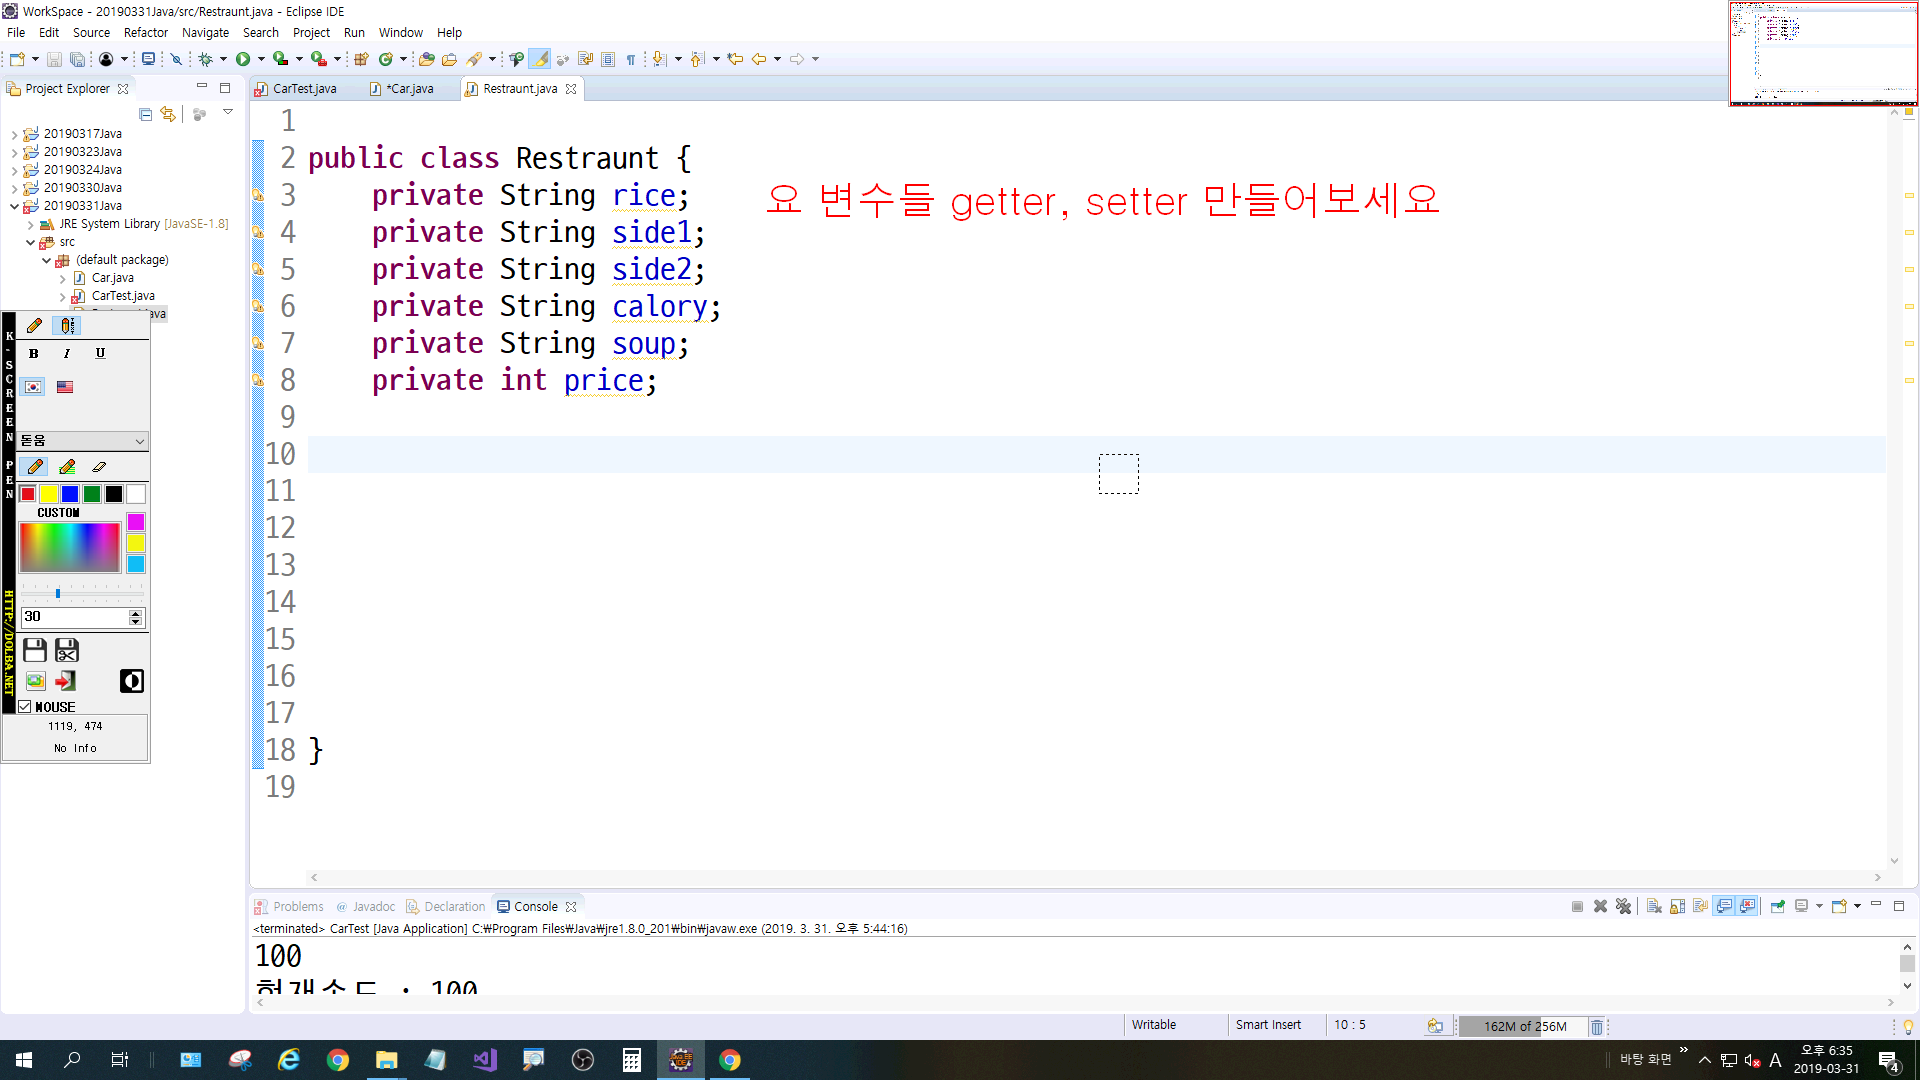 WorkSpace - 20190331Java/src/Restraunt.java - Eclipse IDE
File Edit Source Refactor Navigate Search Project Run Window Help
Project Explorer
CarTest.java *Car.java Restraunt.java
20190317Java
20190323Java
20190324Java
20190330Java
20190331Java
JRE System Library [JavaSE-1.8]
src
(default package)
Car.java
CarTest.java
ava
1
2 public class Restraunt {
3 private String rice; 요 변수들 getter, setter 만들어보세요
4 private String side1;
5 private String side2;
6 private String calory;
7 private String soup;
8 private int price;
9
10
11
12
13
14
15
16
17
18 }
19
K-SCREEN PEN
HTTP://DOLBA.NET
B I U
돋움
CUSTOM
30
MOUSE
1119, 474
No Info
Problems @ Javadoc Declaration Console
<terminated> CarTest [Java Application] C:₩Program Files₩Java₩jre1.8.0_201₩bin₩javaw.exe (2019. 3. 31. 오후 5:44:16)
100
현재속도 : 100
Writable Smart Insert 10 : 5 162M of 256M
바탕 화면 A 오후 6:35
2019-03-31
4